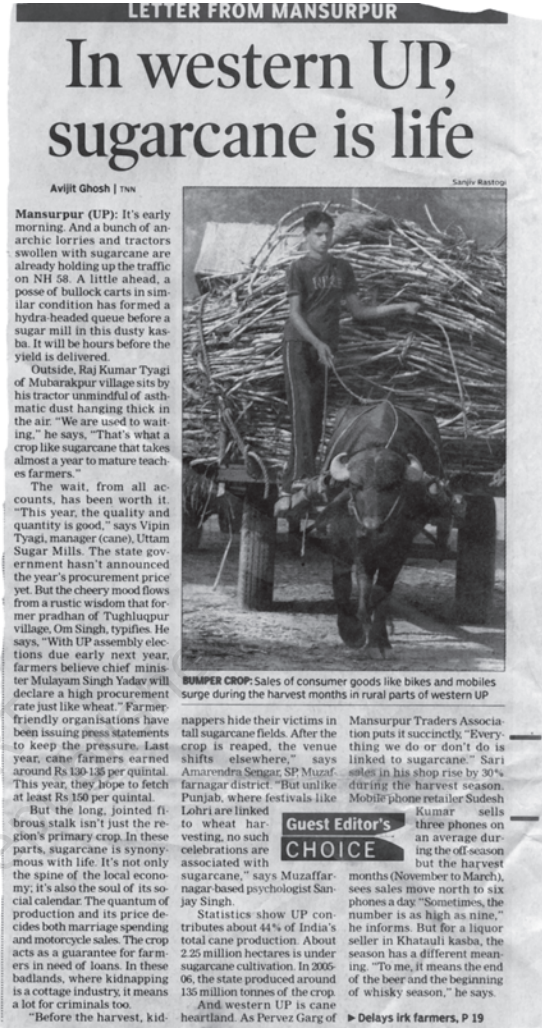 LETTER FROM MANSURPUR
In western UP,
sugarcane is life
Avijit Ghosh | TNN
Sanjiv Rastogi
Mansurpur (UP): It's early
morning. And a bunch of an-
archic lorries and tractors
swollen with sugarcane are
already holding up the traffic
on NH 58. A little ahead, a
posse of bullock carts in sim-
ilar condition has formed a
hydra-headed queue before a
sugar mill in this dusty kas-
ba. It will be hours before the
yield is delivered.
Outside, Raj Kumar Tyagi
of Mubarakpur village sits by
his tractor unmindful of asth-
matic dust hanging thick in
the air. "We are used to wait-
ing," he says, "That's what a
crop like sugarcane that takes
almost a year to mature teach-
es farmers."
The wait, from all ac-
counts, has been worth it.
"This year, the quality and
quantity is good," says Vipin
Tyagi, manager (cane), Uttam
Sugar Mills. The state gov-
ernment hasn't announced
the year's procurement price
yet. But the cheery mood flows
from a rustic wisdom that for-
mer pradhan of Tughluqpur
village, Om Singh, typifies. He
says, "With UP assembly elec-
tions due early next year,
farmers believe chief minis-
ter Mulayam Singh Yadav will
declare a high procurement
rate just like wheat." Farmer-
friendly organisations have
been issuing press statements
to keep the pressure. Last
year, cane farmers earned
around Rs 130-135 per quintal.
This year, they hope to fetch
at least Rs 150 per quintal.
But the long, jointed fi-
brous stalk isn't just the re-
gion's primary crop. In these
parts, sugarcane is synony-
mous with life. It's not only
the spine of the local econo-
my; it's also the soul of its so-
cial calendar. The quantum of
production and its price de-
cides both marriage spending
and motorcycle sales. The crop
acts as a guarantee for farm-
ers in need of loans. In these
badlands, where kidnapping
is a cottage industry, it means
a lot for criminals too.
"Before the harvest, kid-
BUMPER CROP: Sales of consumer goods like bikes and mobiles
surge during the harvest months in rural parts of western UP
nappers hide their victims in
tall sugarcane fields. After the
crop is reaped, the venue
shifts elsewhere," says
Amarendra Sengar, SP, Muzaf-
farnagar district. "But unlike
Punjab, where festivals like
Lohri are linked
to wheat har-
vesting, no such
celebrations are
associated with
sugarcane," says Muzaffar-
nagar-based psychologist San-
jay Singh.
Statistics show UP con-
tributes about 44% of India's
total cane production. About
2.25 million hectares is under
sugarcane cultivation. In 2005-
06, the state produced around
135 million tonnes of the crop.
And western UP is cane
heartland. As Pervez Garg of
Guest Editor's
CHOICE
Mansurpur Traders Associa-
tion puts it succinctly, "Every-
thing we do or don't do is
linked to sugarcane." Sari
sales in his shop rise by 30%
during the harvest season.
Mobile phone retailer Sudesh
Kumar sells
three phones on
an average dur-
ing the off-season
but the harvest
months (November to March),
sees sales move north to six
phones a day. "Sometimes, the
number is as high as nine,"
he informs. But for a liquor
seller in Khatauli kasba, the
season has a different mean-
ing. "To me, it means the end
of the beer and the beginning
of whisky season," he says.
► Delays irk farmers, P 19